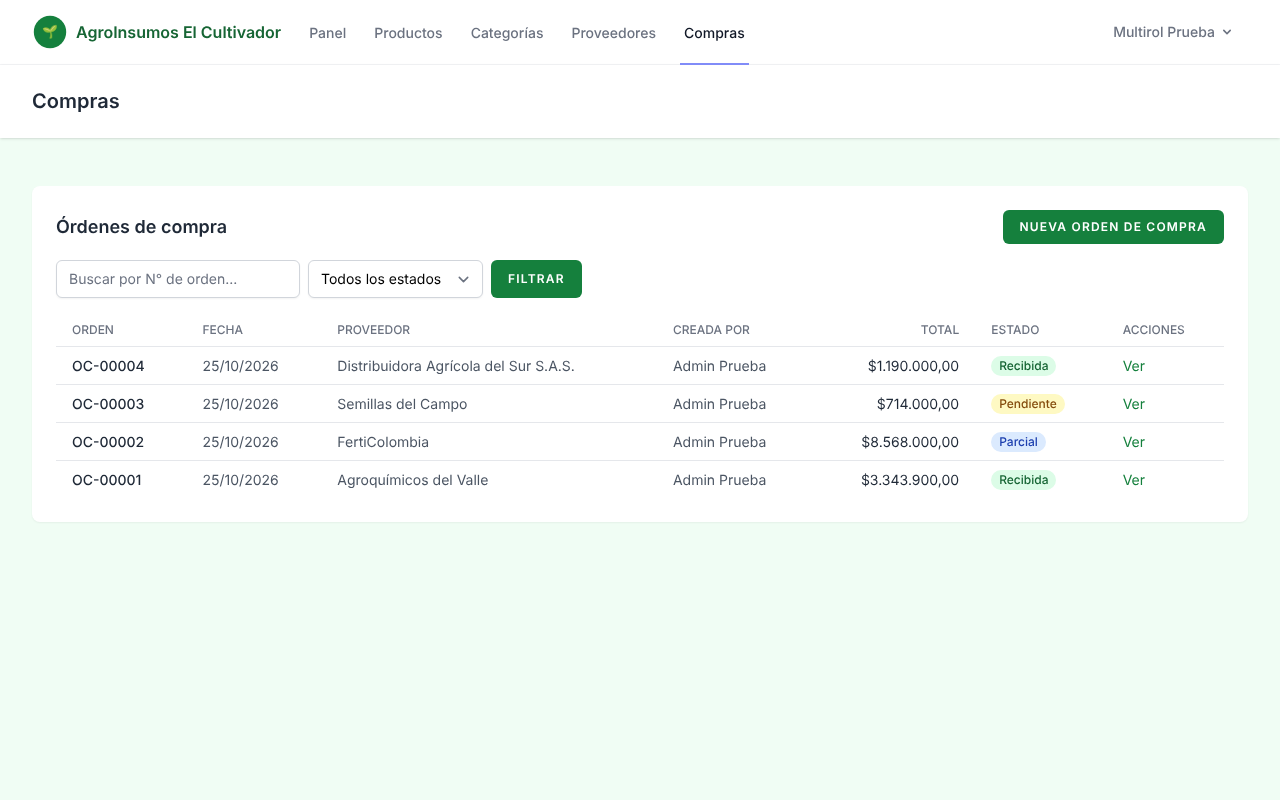 AgroInsumos El Cultivador Panel Productos Categorías Proveedores Compras Multirol Prueba
Compras
Órdenes de compra NUEVA ORDEN DE COMPRA
Buscar por N° de orden... Todos los estados FILTRAR
ORDEN FECHA PROVEEDOR CREADA POR TOTAL ESTADO ACCIONES
OC-00004 25/10/2026 Distribuidora Agrícola del Sur S.A.S. Admin Prueba $1.190.000,00 Recibida Ver
OC-00003 25/10/2026 Semillas del Campo Admin Prueba $714.000,00 Pendiente Ver
OC-00002 25/10/2026 FertiColombia Admin Prueba $8.568.000,00 Parcial Ver
OC-00001 25/10/2026 Agroquímicos del Valle Admin Prueba $3.343.900,00 Recibida Ver